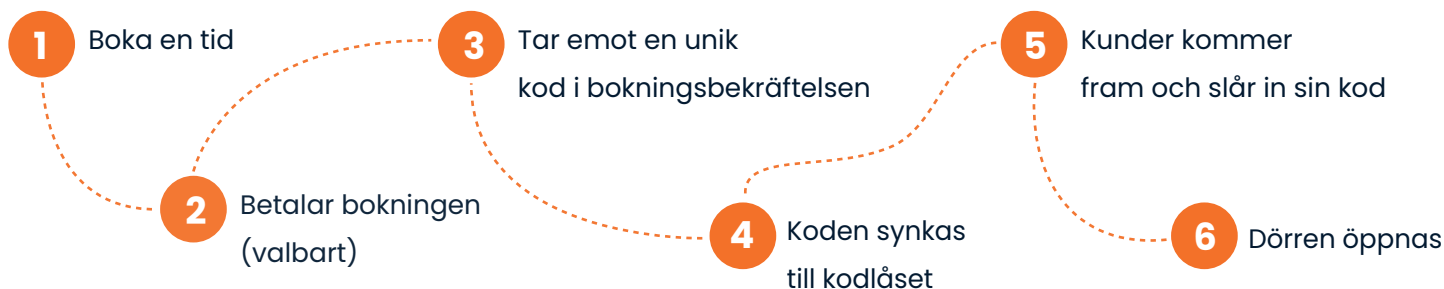 1
Boka en tid
2
Betalar bokningen
(valbart)
3
Tar emot en unik
kod i bokningsbekräftelsen
4
Koden synkas
till kodlåset
5
Kunder kommer
fram och slår in sin kod
6
Dörren öppnas